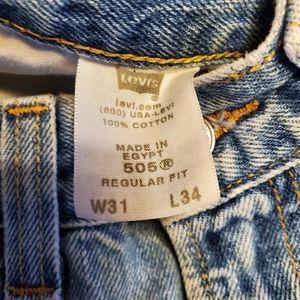 Levi's
levi.com
(800) USA-LEVI
100% COTTON
MADE IN
EGYPT
505®
REGULAR FIT
W31 L34